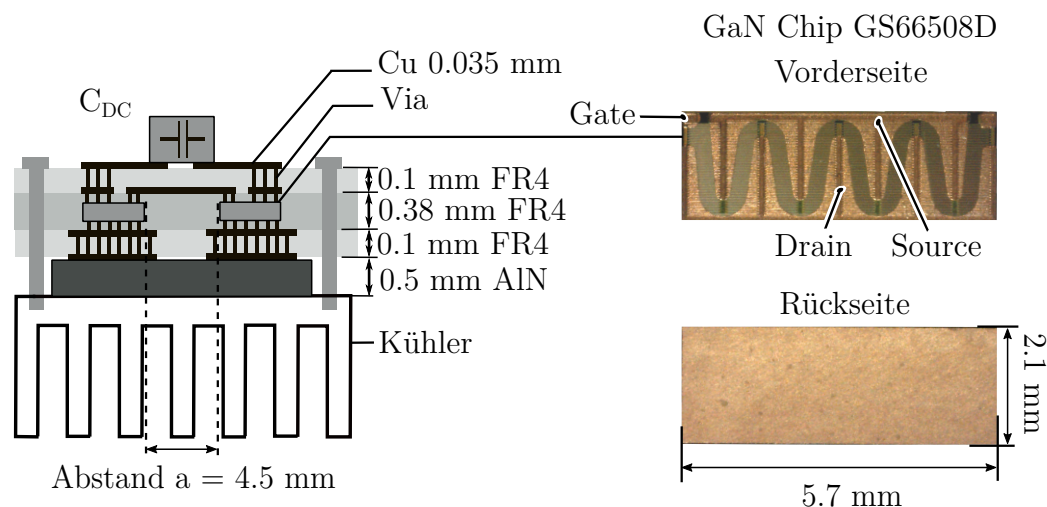 GaN Chip GS66508D
Vorderseite
Cu 0.035 mm
Via
C_DC
Gate
0.1 mm FR4
0.38 mm FR4
0.1 mm FR4
0.5 mm AlN
Drain
Source
Rückseite
Kühler
2.1 mm
Abstand a = 4.5 mm
5.7 mm